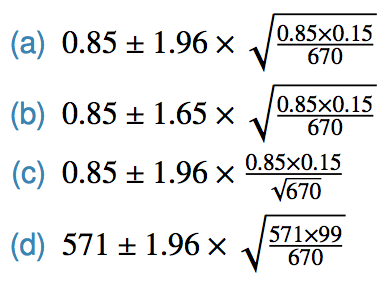 (a) 0.85 ± 1.96 × √(0.85×0.15/670)
(b) 0.85 ± 1.65 × √(0.85×0.15/670)
(c) 0.85 ± 1.96 × 0.85×0.15/√670
(d) 571 ± 1.96 × √(571×99/670)